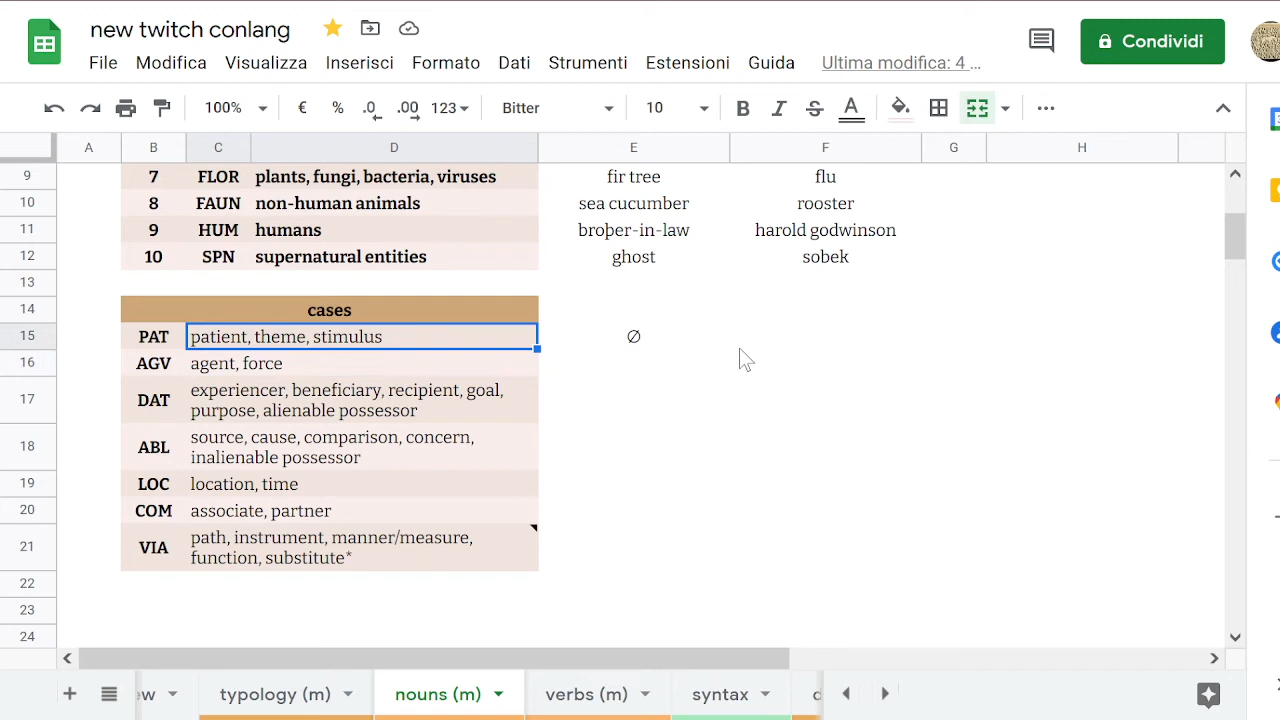 new twitch conlang
Condividi
File Modifica Visualizza Inserisci Formato Dati Strumenti Estensioni Guida Ultima modifica: 4 …
100% € % .0 .00 123 Bitter 10 B I S A
A B C D E F G H
9 7 FLOR plants, fungi, bacteria, viruses fir tree flu
10 8 FAUN non-human animals sea cucumber rooster
11 9 HUM humans broþer-in-law harold godwinson
12 10 SPN supernatural entities ghost sobek
13
14 cases
15 PAT patient, theme, stimulus ∅
16 AGV agent, force
17 DAT experiencer, beneficiary, recipient, goal,
purpose, alienable possessor
18 ABL source, cause, comparison, concern,
inalienable possessor
19 LOC location, time
20 COM associate, partner
21 VIA path, instrument, manner/measure,
function, substitute*
22
23
24
typology (m) nouns (m) verbs (m) syntax